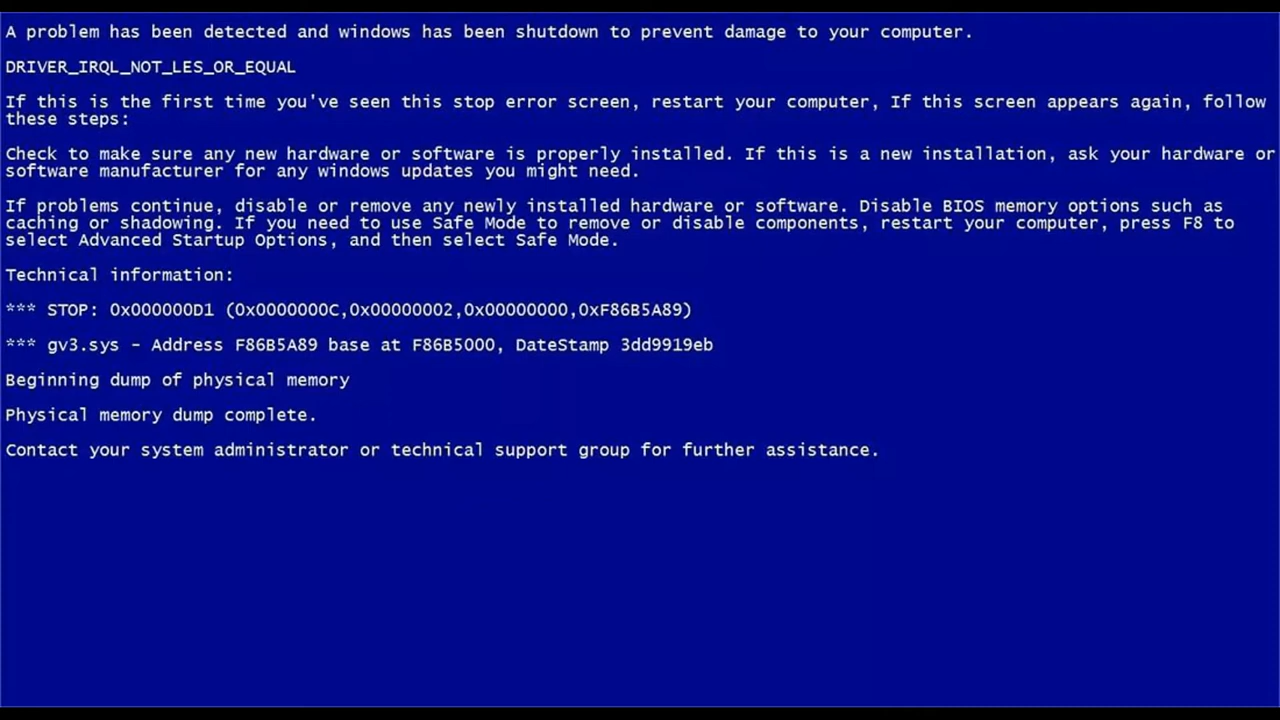 A problem has been detected and windows has been shutdown to prevent damage to your computer.
DRIVER_IRQL_NOT_LES_OR_EQUAL
If this is the first time you've seen this stop error screen, restart your computer, If this screen appears again, follow
these steps:
Check to make sure any new hardware or software is properly installed. If this is a new installation, ask your hardware or
software manufacturer for any windows updates you might need.
If problems continue, disable or remove any newly installed hardware or software. Disable BIOS memory options such as
caching or shadowing. If you need to use Safe Mode to remove or disable components, restart your computer, press F8 to
select Advanced Startup Options, and then select Safe Mode.
Technical information:
*** STOP: 0x000000D1 (0x0000000C,0x00000002,0x00000000,0xF86B5A89)
*** gv3.sys - Address F86B5A89 base at F86B5000, DateStamp 3dd9919eb
Beginning dump of physical memory
Physical memory dump complete.
Contact your system administrator or technical support group for further assistance.